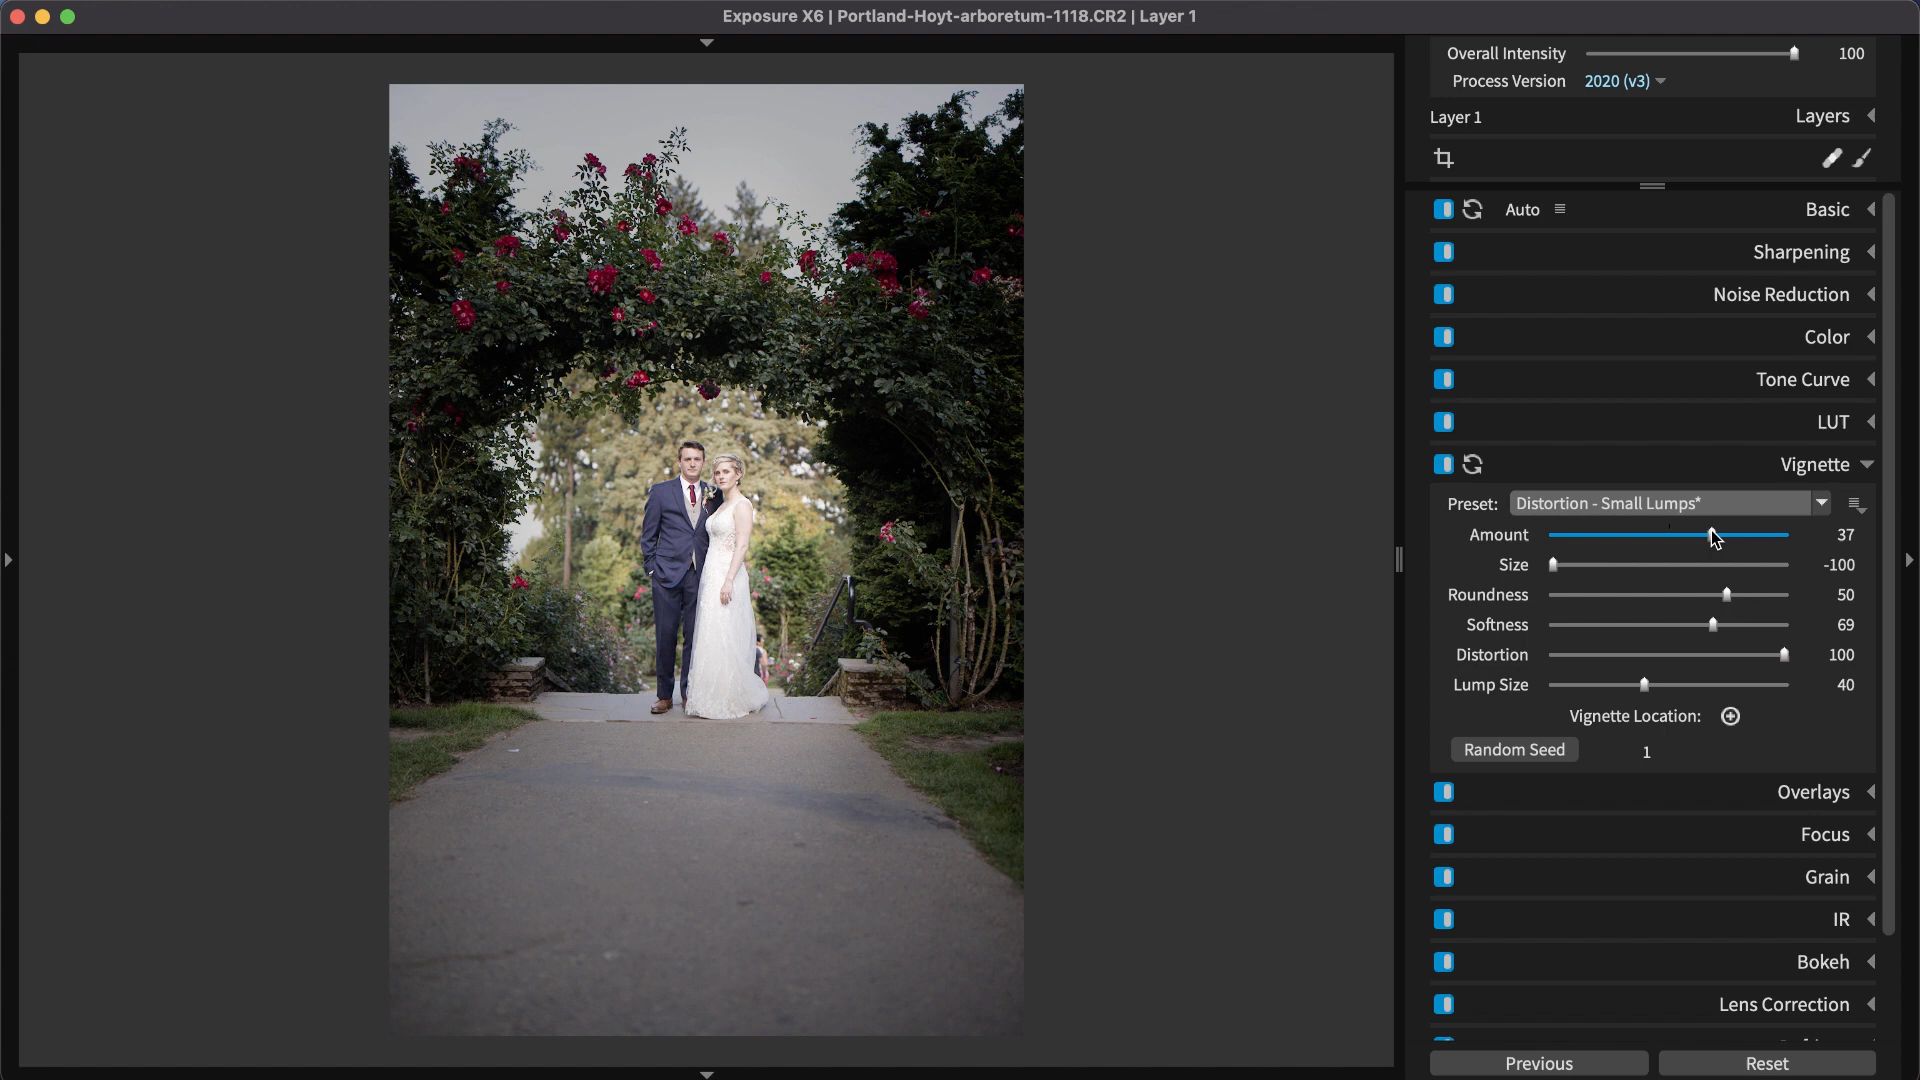 Exposure X6 | Portland-Hoyt-arboretum-1118.CR2 | Layer 1
Overall Intensity 100
Process Version 2020 (v3)
Layer 1 Layers
Auto Basic
Sharpening
Noise Reduction
Color
Tone Curve
LUT
Vignette
Preset: Distortion - Small Lumps*
Amount 37
Size -100
Roundness 50
Softness 69
Distortion 100
Lump Size 40
Vignette Location:
Random Seed 1
Overlays
Focus
Grain
IR
Bokeh
Lens Correction
Previous Reset